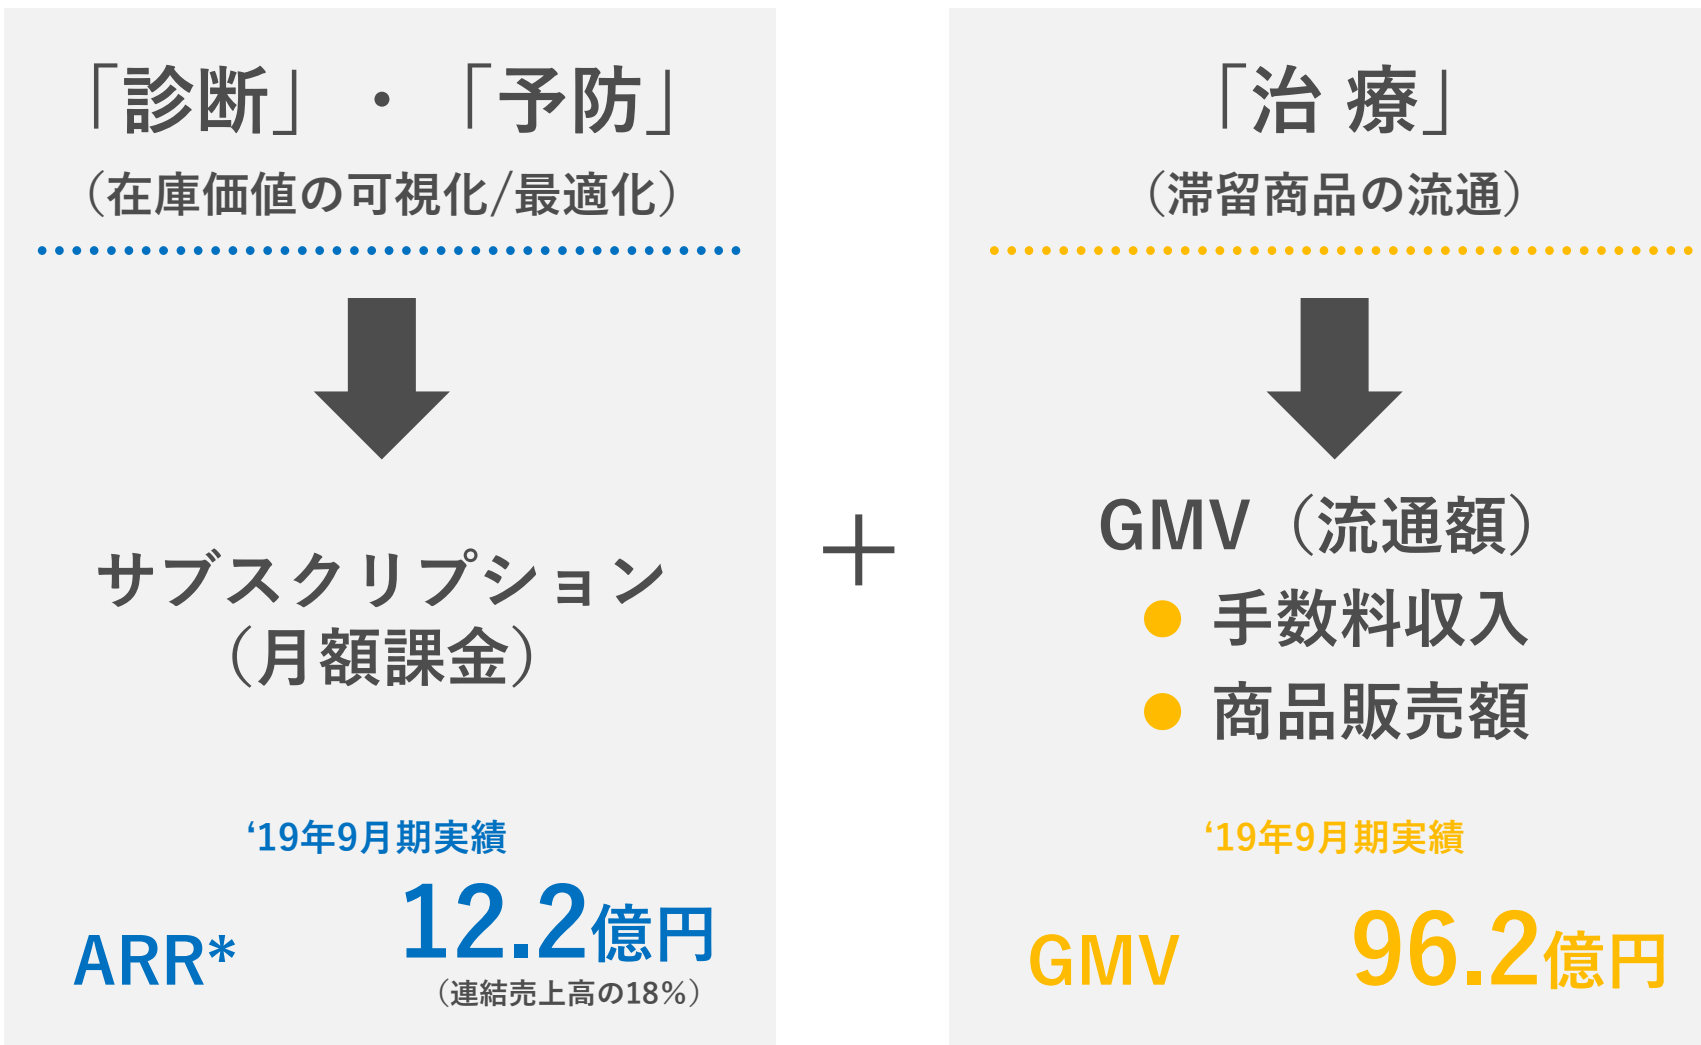 「診断」・「予防」
（在庫価値の可視化/最適化）
サブスクリプション
（月額課金）
‘19年9月期実績
ARR* 12.2億円
（連結売上高の18%）
＋
「治 療」
（滞留商品の流通）
GMV（流通額）
● 手数料収入
● 商品販売額
‘19年9月期実績
GMV 96.2億円